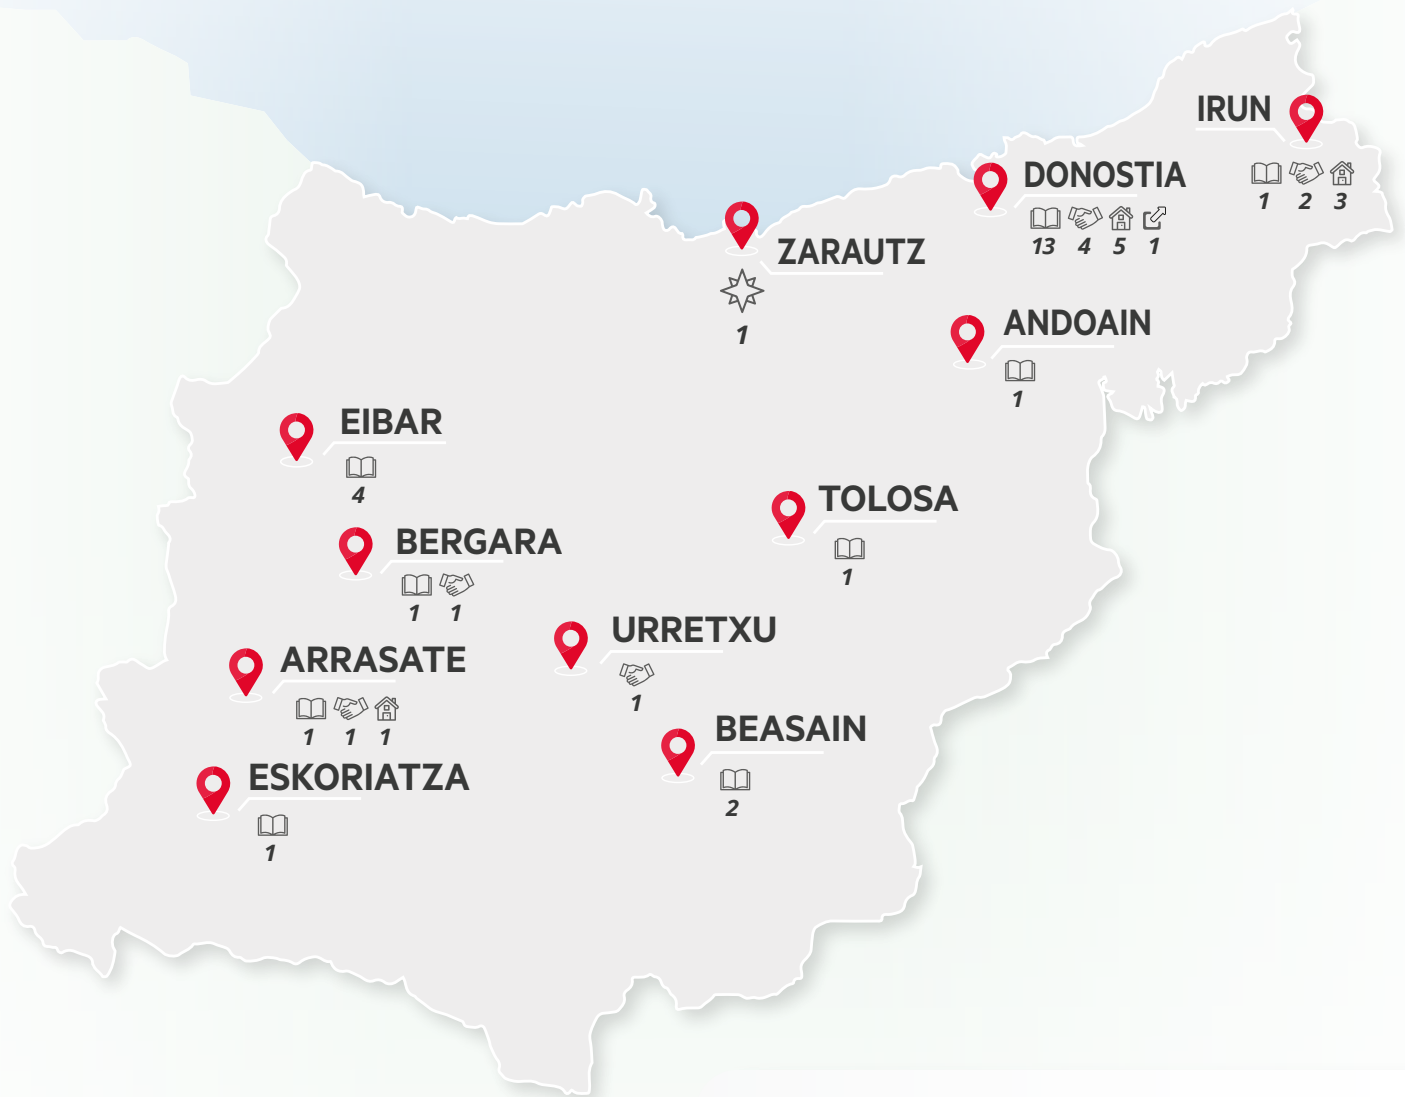 IRUN
1 2 3
DONOSTIA
13 4 5 1
ZARAUTZ
1
ANDOAIN
1
EIBAR
4
TOLOSA
1
BERGARA
1 1
URRETXU
1
ARRASATE
1 1 1
BEASAIN
2
ESKORIATZA
1